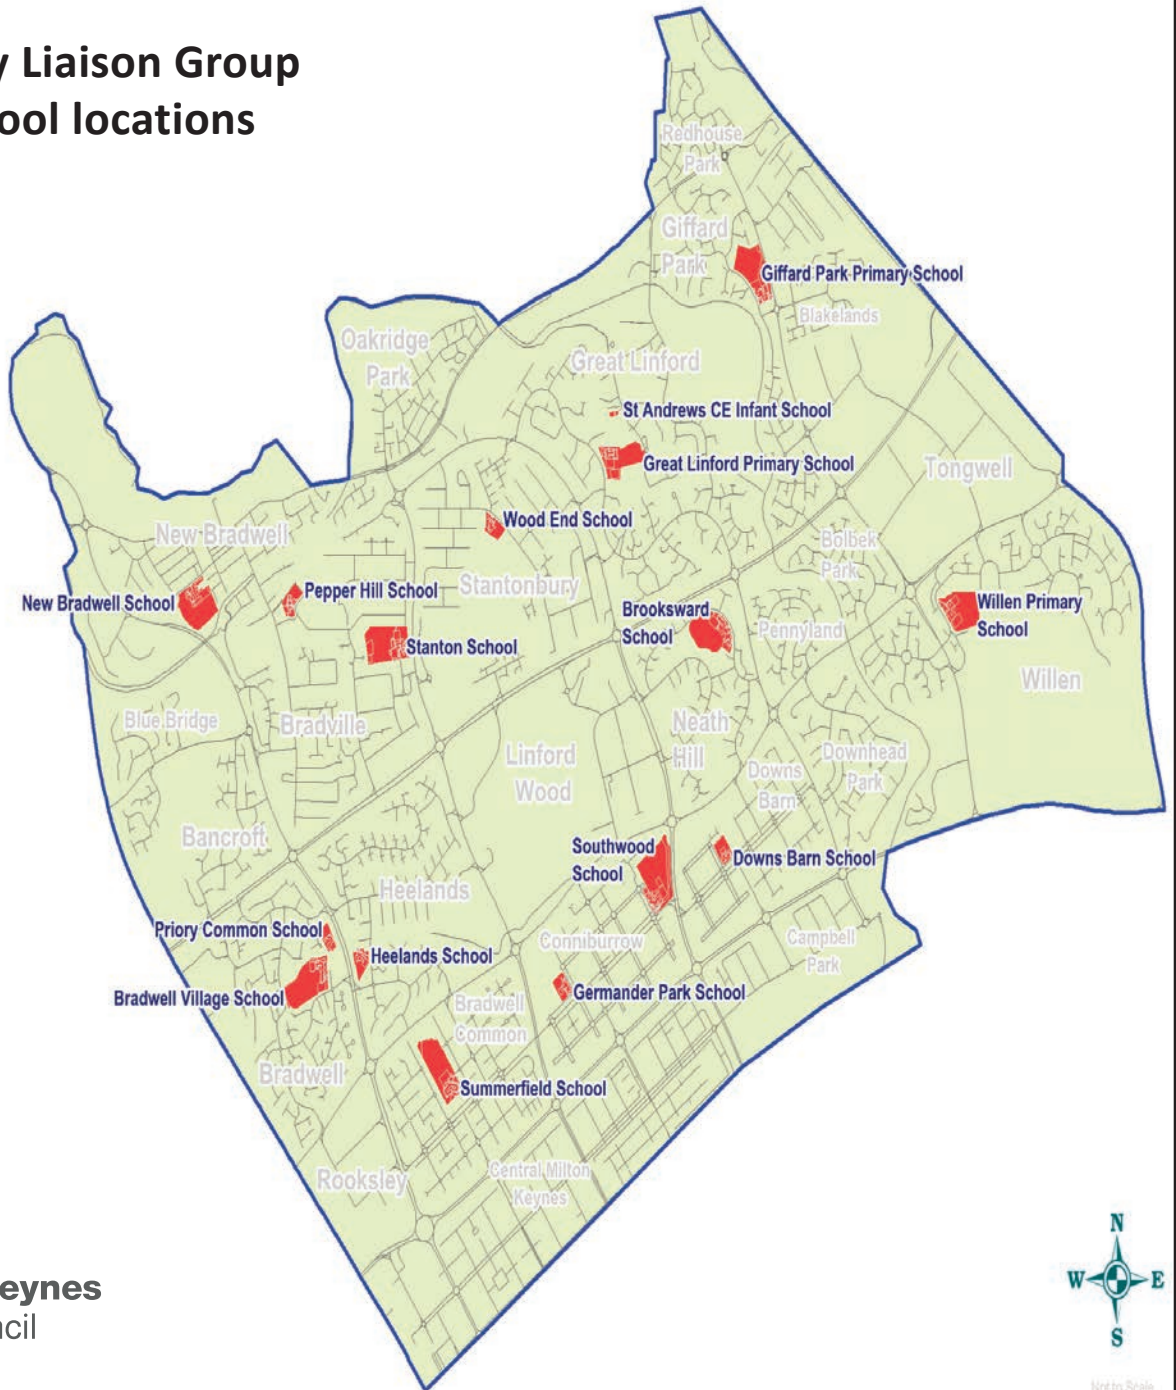 y Liaison Group
ool locations
Redhouse
Park
Giffard
Park
Giffard Park Primary School
Blakelands
Oakridge
Park
Great Linford
St Andrews CE Infant School
Great Linford Primary School
Tongwell
Wood End School
New Bradwell
Bolbek
Park
Stantonbury
Pepper Hill School
New Bradwell School
Brooksward
School
Willen Primary
School
Pennyland
Stanton School
Willen
Blue Bridge
Bradville
Neath
Hill
Linford
Wood
Downhead
Park
Downs
Barn
Bancroft
Southwood
School
Downs Barn School
Heelands
Priory Common School
Conniburrow
Campbell
Park
Heelands School
Bradwell Village School
Germander Park School
Bradwell
Common
Bradwell
Summerfield School
Rooksley
Central Milton
Keynes
N
W E
S
eynes
ncil
Not to Scale